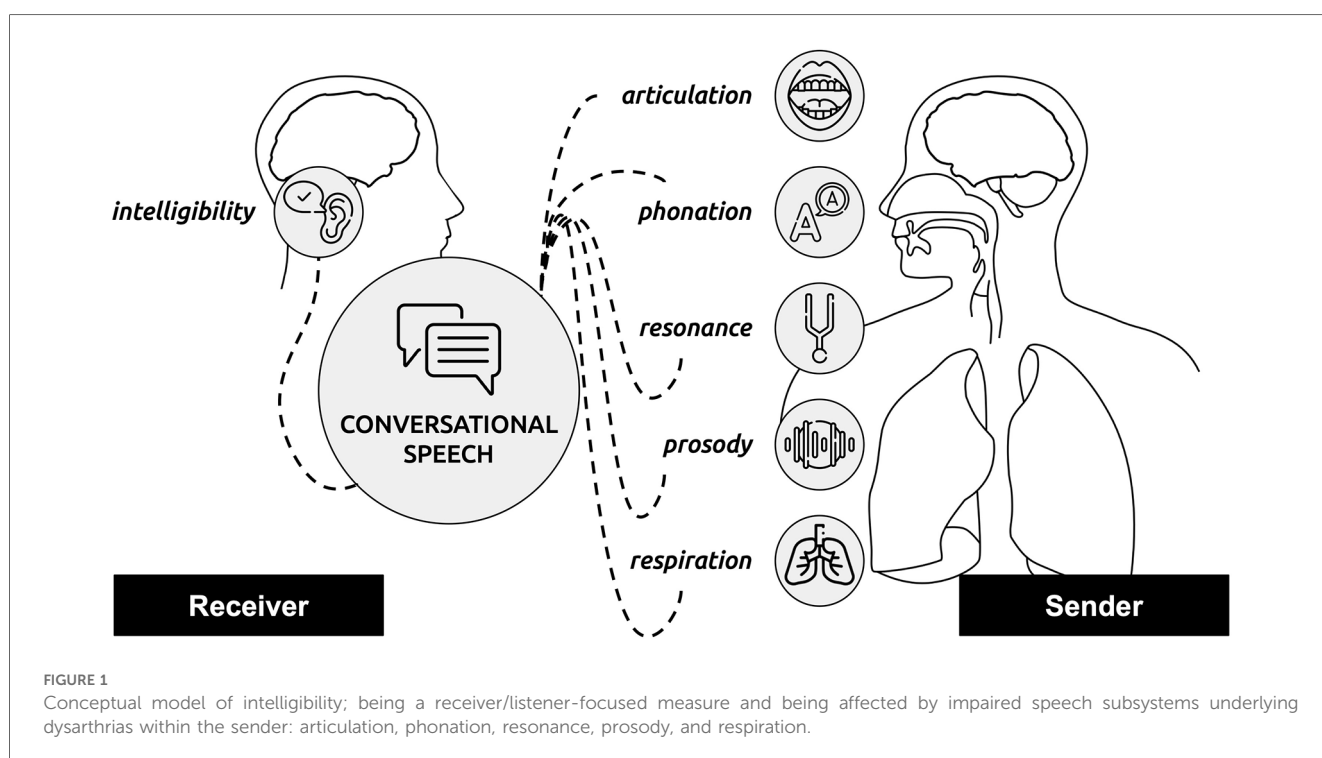 articulation
intelligibility
phonation
A
A
resonance
CONVERSATIONAL
SPEECH
prosody
respiration
Receiver
Sender
FIGURE 1
Conceptual model of intelligibility; being a receiver/listener-focused measure and being affected by impaired speech subsystems underlying
dysarthrias within the sender: articulation, phonation, resonance, prosody, and respiration.